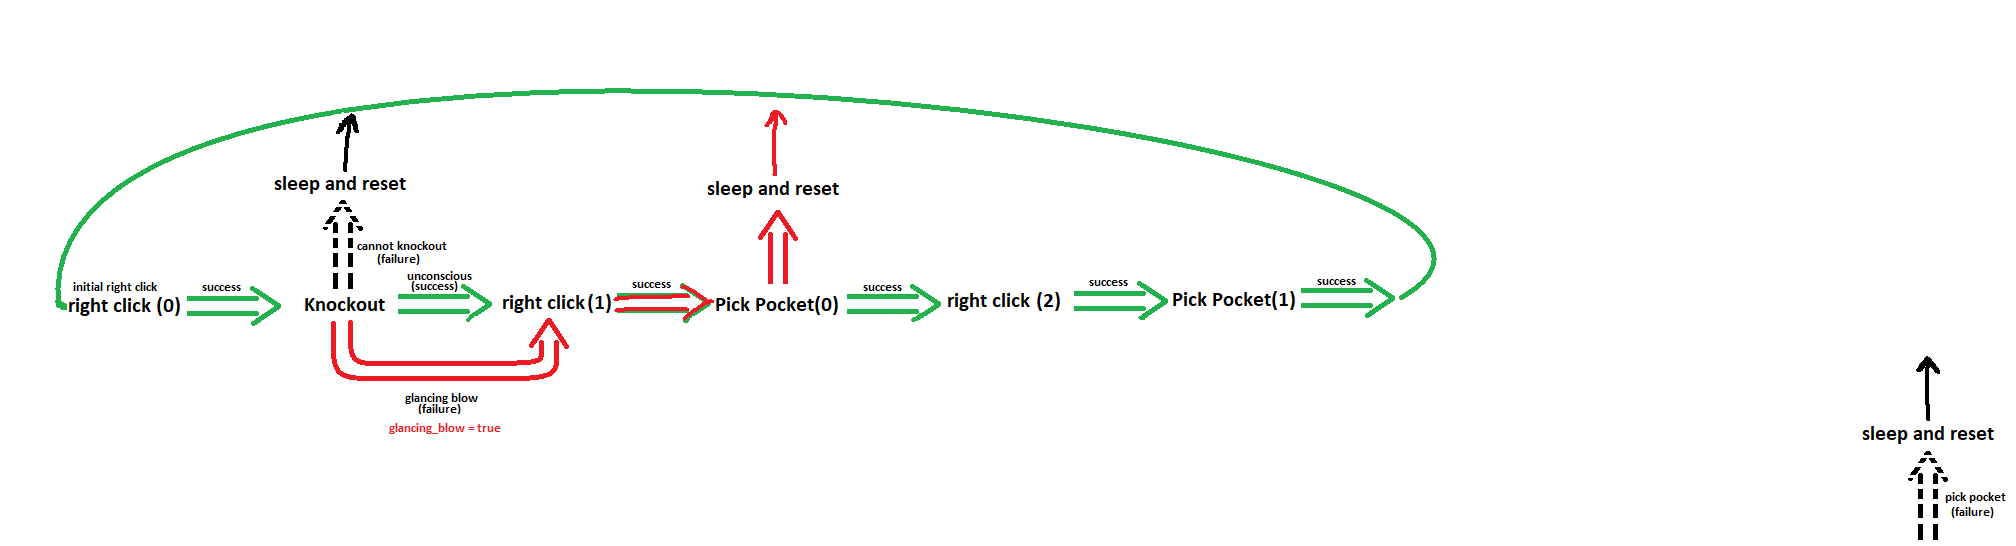 sleep and reset
sleep and reset
cannot knockout
(failure)
initial right click
right click (0)
success
Knockout
unconscious
(success)
right click (1)
success
Pick Pocket(0)
success
right click (2)
success
Pick Pocket(1)
success
glancing blow
(failure)
glancing_blow = true
sleep and reset
pick pocket
(failure)